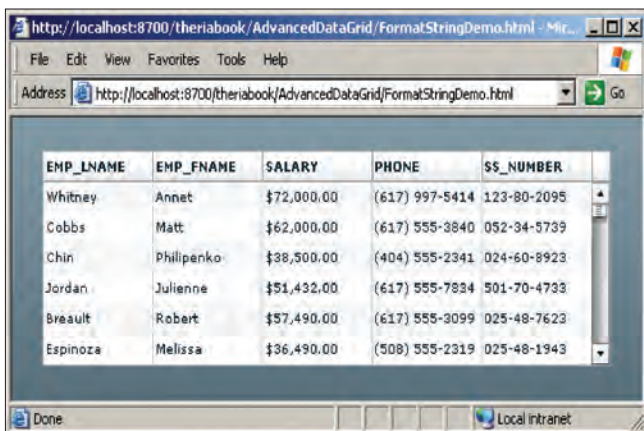 http://localhost:8700/theriabook/AdvancedDataGrid/FormatStringDemo.html - Mic...
File Edit View Favorites Tools Help
Address http://localhost:8700/theriabook/AdvancedDataGrid/FormatStringDemo.html Go
EMP_LNAME EMP_FNAME SALARY PHONE SS_NUMBER
Whitney Annet $72,000.00 (617) 997-5414 123-80-2095
Cobbs Matt $62,000.00 (617) 555-3840 052-34-5739
Chin Philipenko $38,500.00 (404) 555-2341 024-60-8923
Jordan Julienne $51,432.00 (617) 555-7834 501-70-4733
Breault Robert $57,490.00 (617) 555-3099 025-48-7623
Espinoza Melissa $36,490.00 (508) 555-2319 025-48-1943
Done Local intranet